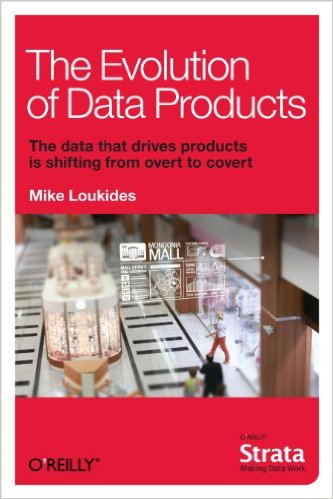 The Evolution
of Data Products
The data that drives products
is shifting from overt to covert
Mike Loukides
MONDONIA
MALL
O'REILLY®
O'REILLY®
Strata
Making Data Work